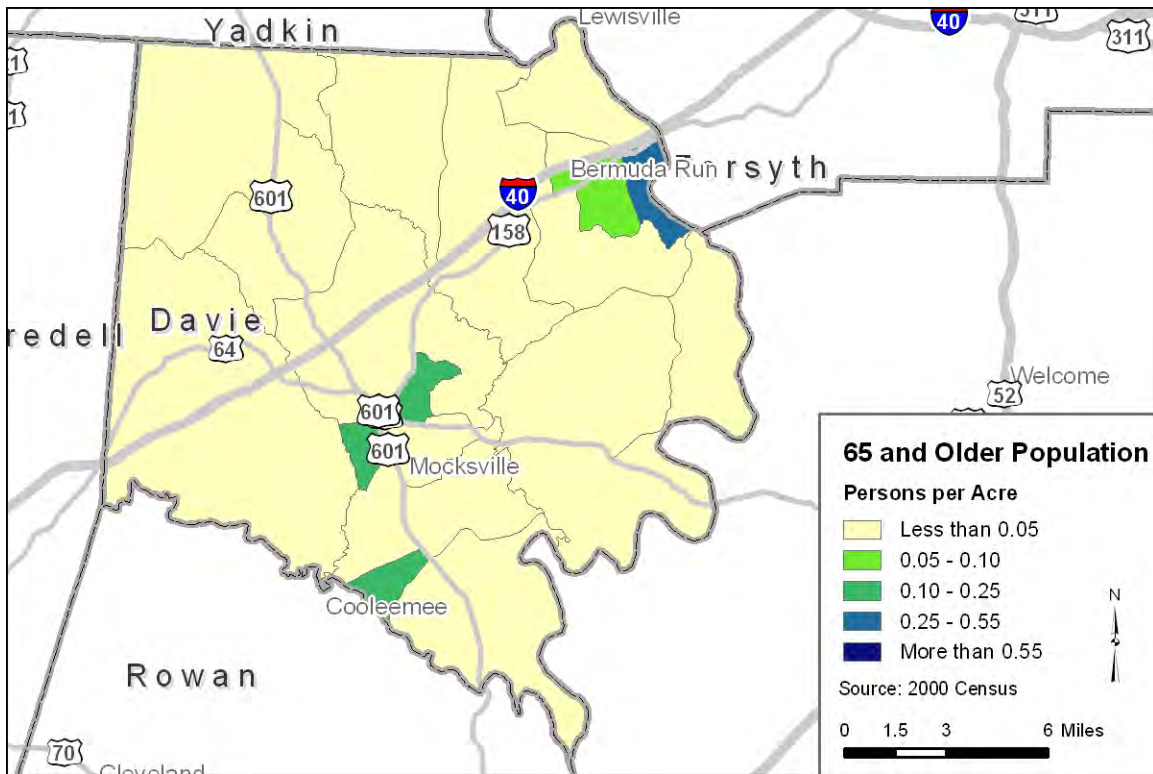 Lewisville
40
311
311
Yadkin
1
1
601
Bermuda Run
rsyth
40
158
redell
Davie
64
Welcome
52
601
601
Mocksville
Cooleemee
Rowan
70
Cleveland
65 and Older Population
Persons per Acre
Less than 0.05
0.05 - 0.10
0.10 - 0.25
0.25 - 0.55
More than 0.55
N
Source: 2000 Census
0 1.5 3 6 Miles